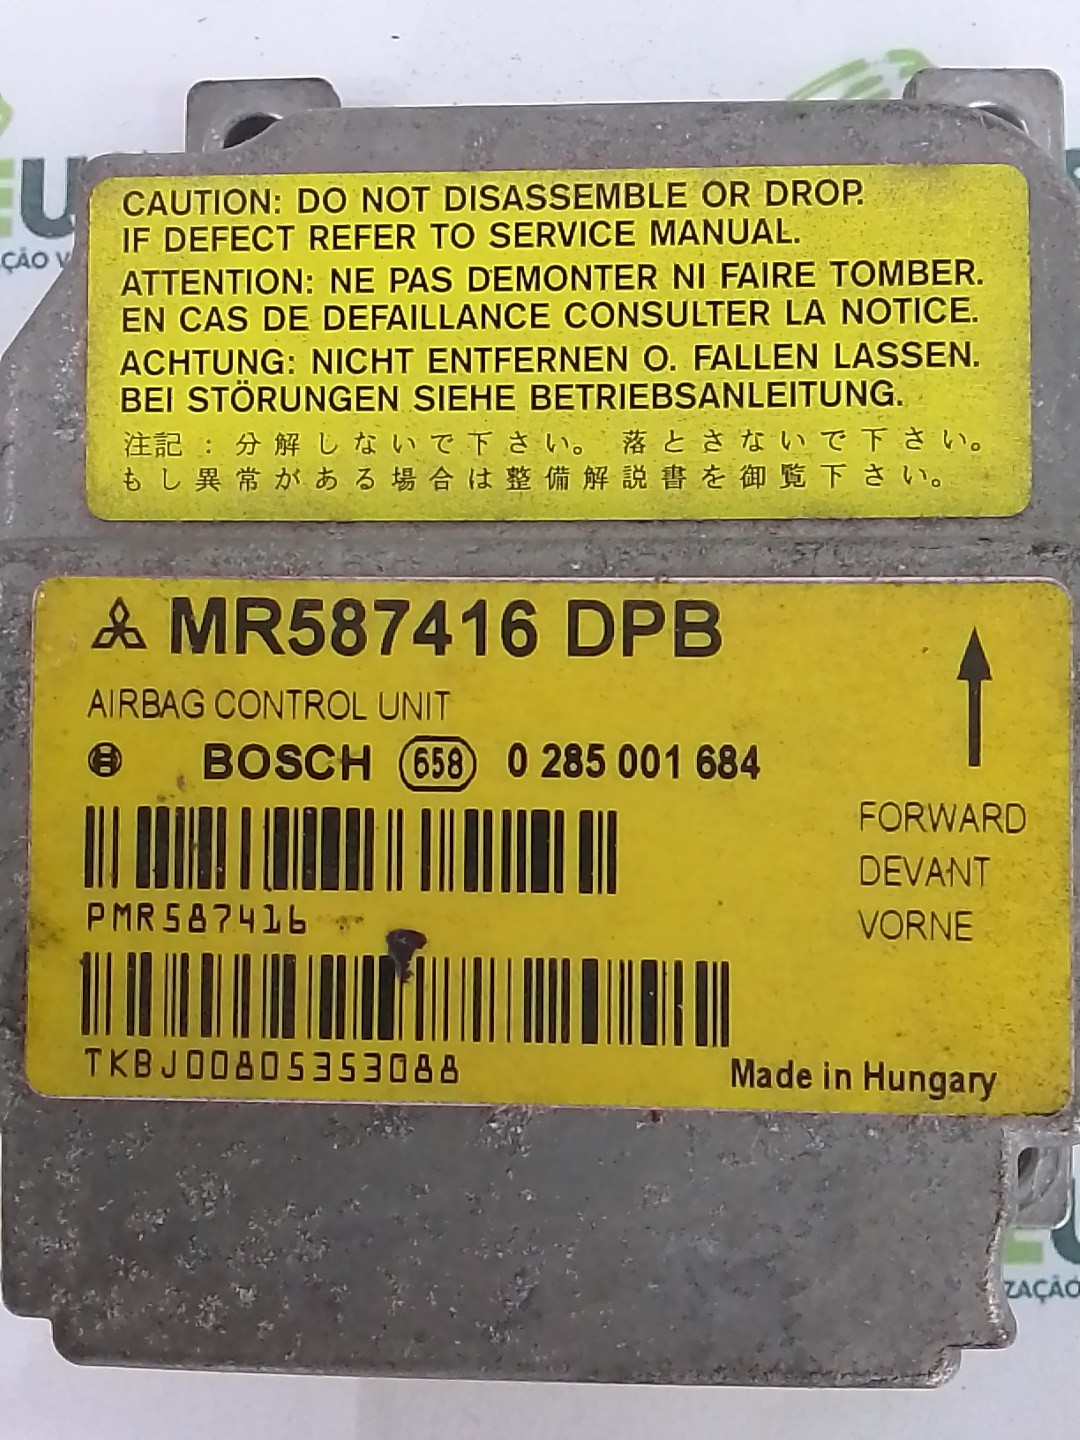 CAUTION: DO NOT DISASSEMBLE OR DROP.
IF DEFECT REFER TO SERVICE MANUAL.
ATTENTION: NE PAS DEMONTER NI FAIRE TOMBER.
EN CAS DE DEFAILLANCE CONSULTER LA NOTICE.
ACHTUNG: NICHT ENTFERNEN O. FALLEN LASSEN.
BEI STÖRUNGEN SIEHE BETRIEBSANLEITUNG.
注記：分解しないで下さい。落とさないで下さい。
もし異常がある場合は整備解説書を御覧下さい。
MR587416 DPB
AIRBAG CONTROL UNIT
BOSCH 658 0 285 001 684
FORWARD
DEVANT
VORNE
PMR587416
TKBJ00805353088
Made in Hungary